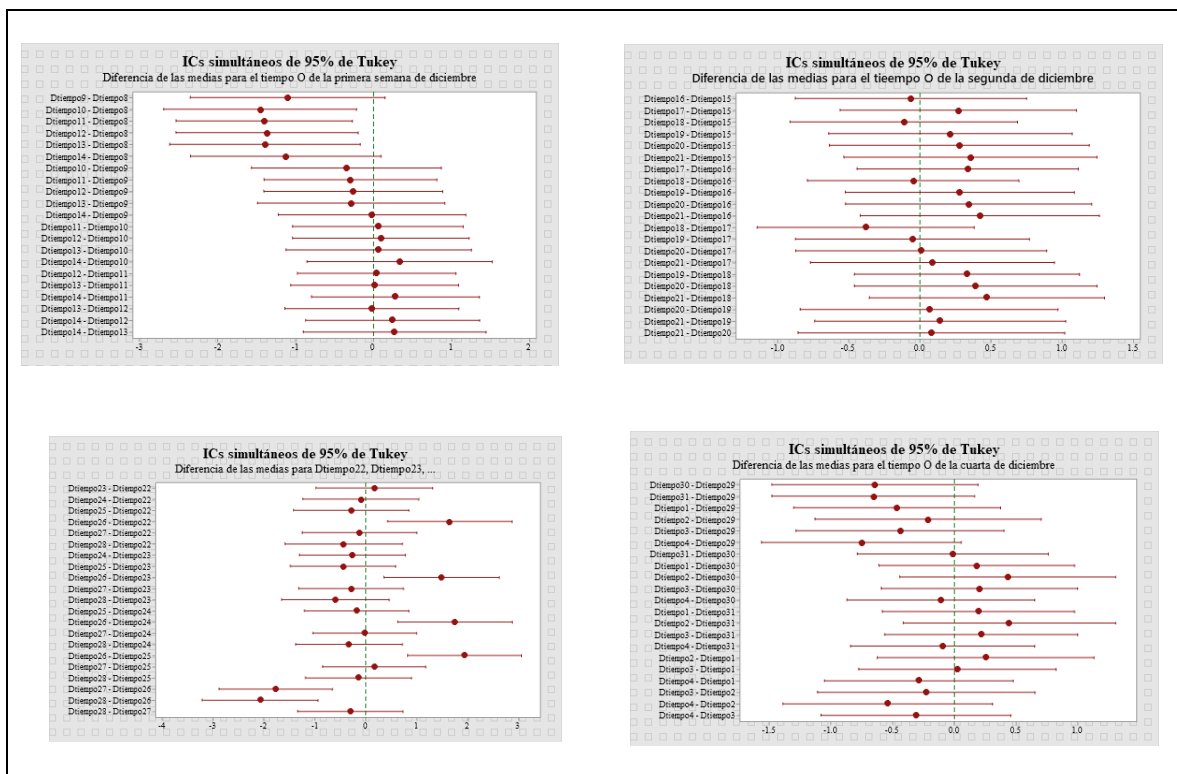 ICs simultáneos de 95% de Tukey
Diferencia de las medias para el tiempo O de la primera semana de diciembre
Dtiempo9 - Dtiempo8
Dtiempo10 - Dtiempo8
Dtiempo11 - Dtiempo8
Dtiempo12 - Dtiempo8
Dtiempo13 - Dtiempo8
Dtiempo14 - Dtiempo8
Dtiempo10 - Dtiempo9
Dtiempo11 - Dtiempo9
Dtiempo12 - Dtiempo9
Dtiempo13 - Dtiempo9
Dtiempo14 - Dtiempo9
Dtiempo11 - Dtiempo10
Dtiempo12 - Dtiempo10
Dtiempo13 - Dtiempo10
Dtiempo14 - Dtiempo10
Dtiempo12 - Dtiempo11
Dtiempo13 - Dtiempo11
Dtiempo14 - Dtiempo11
Dtiempo13 - Dtiempo12
Dtiempo14 - Dtiempo12
Dtiempo14 - Dtiempo13
-3 -2 -1 0 1 2
ICs simultáneos de 95% de Tukey
Diferencia de las medias para el tieempo O de la segunda de diciembre
Dtiempo16 - Dtiempo15
Dtiempo17 - Dtiempo15
Dtiempo18 - Dtiempo15
Dtiempo19 - Dtiempo15
Dtiempo20 - Dtiempo15
Dtiempo21 - Dtiempo15
Dtiempo17 - Dtiempo16
Dtiempo18 - Dtiempo16
Dtiempo19 - Dtiempo16
Dtiempo20 - Dtiempo16
Dtiempo21 - Dtiempo16
Dtiempo18 - Dtiempo17
Dtiempo19 - Dtiempo17
Dtiempo20 - Dtiempo17
Dtiempo21 - Dtiempo17
Dtiempo19 - Dtiempo18
Dtiempo20 - Dtiempo18
Dtiempo21 - Dtiempo18
Dtiempo20 - Dtiempo19
Dtiempo21 - Dtiempo19
Dtiempo21 - Dtiempo20
-1.0 -0.5 0.0 0.5 1.0 1.5
ICs simultáneos de 95% de Tukey
Diferencia de las medias para Dtiempo22, Dtiempo23, ...
Dtiempo23 - Dtiempo22
Dtiempo24 - Dtiempo22
Dtiempo25 - Dtiempo22
Dtiempo26 - Dtiempo22
Dtiempo27 - Dtiempo22
Dtiempo28 - Dtiempo22
Dtiempo24 - Dtiempo23
Dtiempo25 - Dtiempo23
Dtiempo26 - Dtiempo23
Dtiempo27 - Dtiempo23
Dtiempo28 - Dtiempo23
Dtiempo25 - Dtiempo24
Dtiempo26 - Dtiempo24
Dtiempo27 - Dtiempo24
Dtiempo28 - Dtiempo24
Dtiempo26 - Dtiempo25
Dtiempo27 - Dtiempo25
Dtiempo28 - Dtiempo25
Dtiempo27 - Dtiempo26
Dtiempo28 - Dtiempo26
Dtiempo28 - Dtiempo27
-4 -3 -2 -1 0 1 2 3
ICs simultáneos de 95% de Tukey
Diferencia de las medias para el tiempo O de la cuarta de diciembre
Dtiempo30 - Dtiempo29
Dtiempo31 - Dtiempo29
Dtiempo1 - Dtiempo29
Dtiempo2 - Dtiempo29
Dtiempo3 - Dtiempo29
Dtiempo4 - Dtiempo29
Dtiempo31 - Dtiempo30
Dtiempo1 - Dtiempo30
Dtiempo2 - Dtiempo30
Dtiempo3 - Dtiempo30
Dtiempo4 - Dtiempo30
Dtiempo1 - Dtiempo31
Dtiempo2 - Dtiempo31
Dtiempo3 - Dtiempo31
Dtiempo4 - Dtiempo31
Dtiempo2 - Dtiempo1
Dtiempo3 - Dtiempo1
Dtiempo4 - Dtiempo1
Dtiempo3 - Dtiempo2
Dtiempo4 - Dtiempo2
Dtiempo4 - Dtiempo3
-1.5 -1.0 -0.5 0.0 0.5 1.0